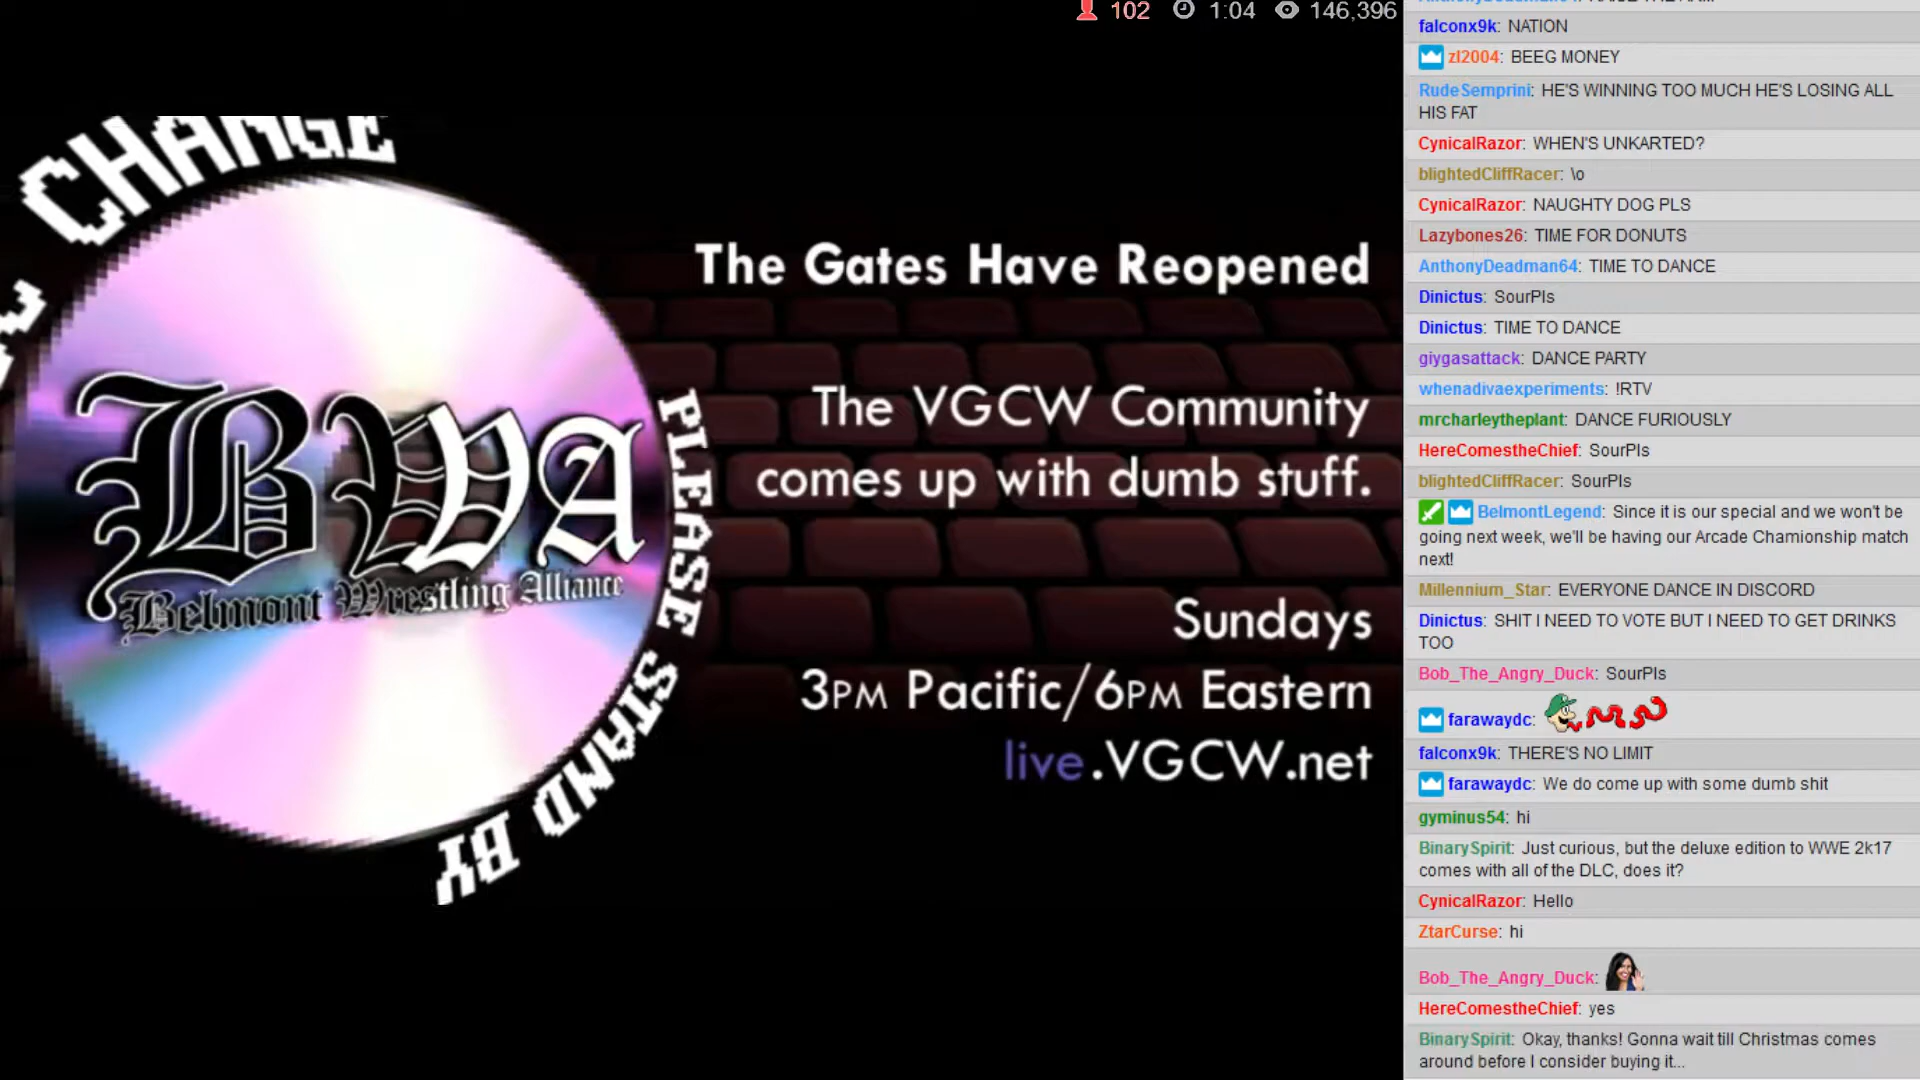 102 1:04 146,396
CHANGE
PLEASE STAND BY
BWA
Belmont Wrestling Alliance
The Gates Have Reopened
The VGCW Community
comes up with dumb stuff.
Sundays
3PM Pacific/6PM Eastern
live.VGCW.net
falconx9k: NATION
zl2004: BEEG MONEY
RudeSemprini: HE'S WINNING TOO MUCH HE'S LOSING ALL
HIS FAT
CynicalRazor: WHEN'S UNKARTED?
blightedCliffRacer: \o
CynicalRazor: NAUGHTY DOG PLS
Lazybones26: TIME FOR DONUTS
AnthonyDeadman64: TIME TO DANCE
Dinictus: SourPls
Dinictus: TIME TO DANCE
giygasattack: DANCE PARTY
whenadivaexperiments: !RTV
mrcharleytheplant: DANCE FURIOUSLY
HereComestheChief: SourPls
blightedCliffRacer: SourPls
BelmontLegend: Since it is our special and we won't be
going next week, we'll be having our Arcade Chamionship match
next!
Millennium_Star: EVERYONE DANCE IN DISCORD
Dinictus: SHIT I NEED TO VOTE BUT I NEED TO GET DRINKS
TOO
Bob_The_Angry_Duck: SourPls
farawaydc:
falconx9k: THERE'S NO LIMIT
farawaydc: We do come up with some dumb shit
gyminus54: hi
BinarySpirit: Just curious, but the deluxe edition to WWE 2k17
comes with all of the DLC, does it?
CynicalRazor: Hello
ZtarCurse: hi
Bob_The_Angry_Duck:
HereComestheChief: yes
BinarySpirit: Okay, thanks! Gonna wait till Christmas comes
around before I consider buying it...